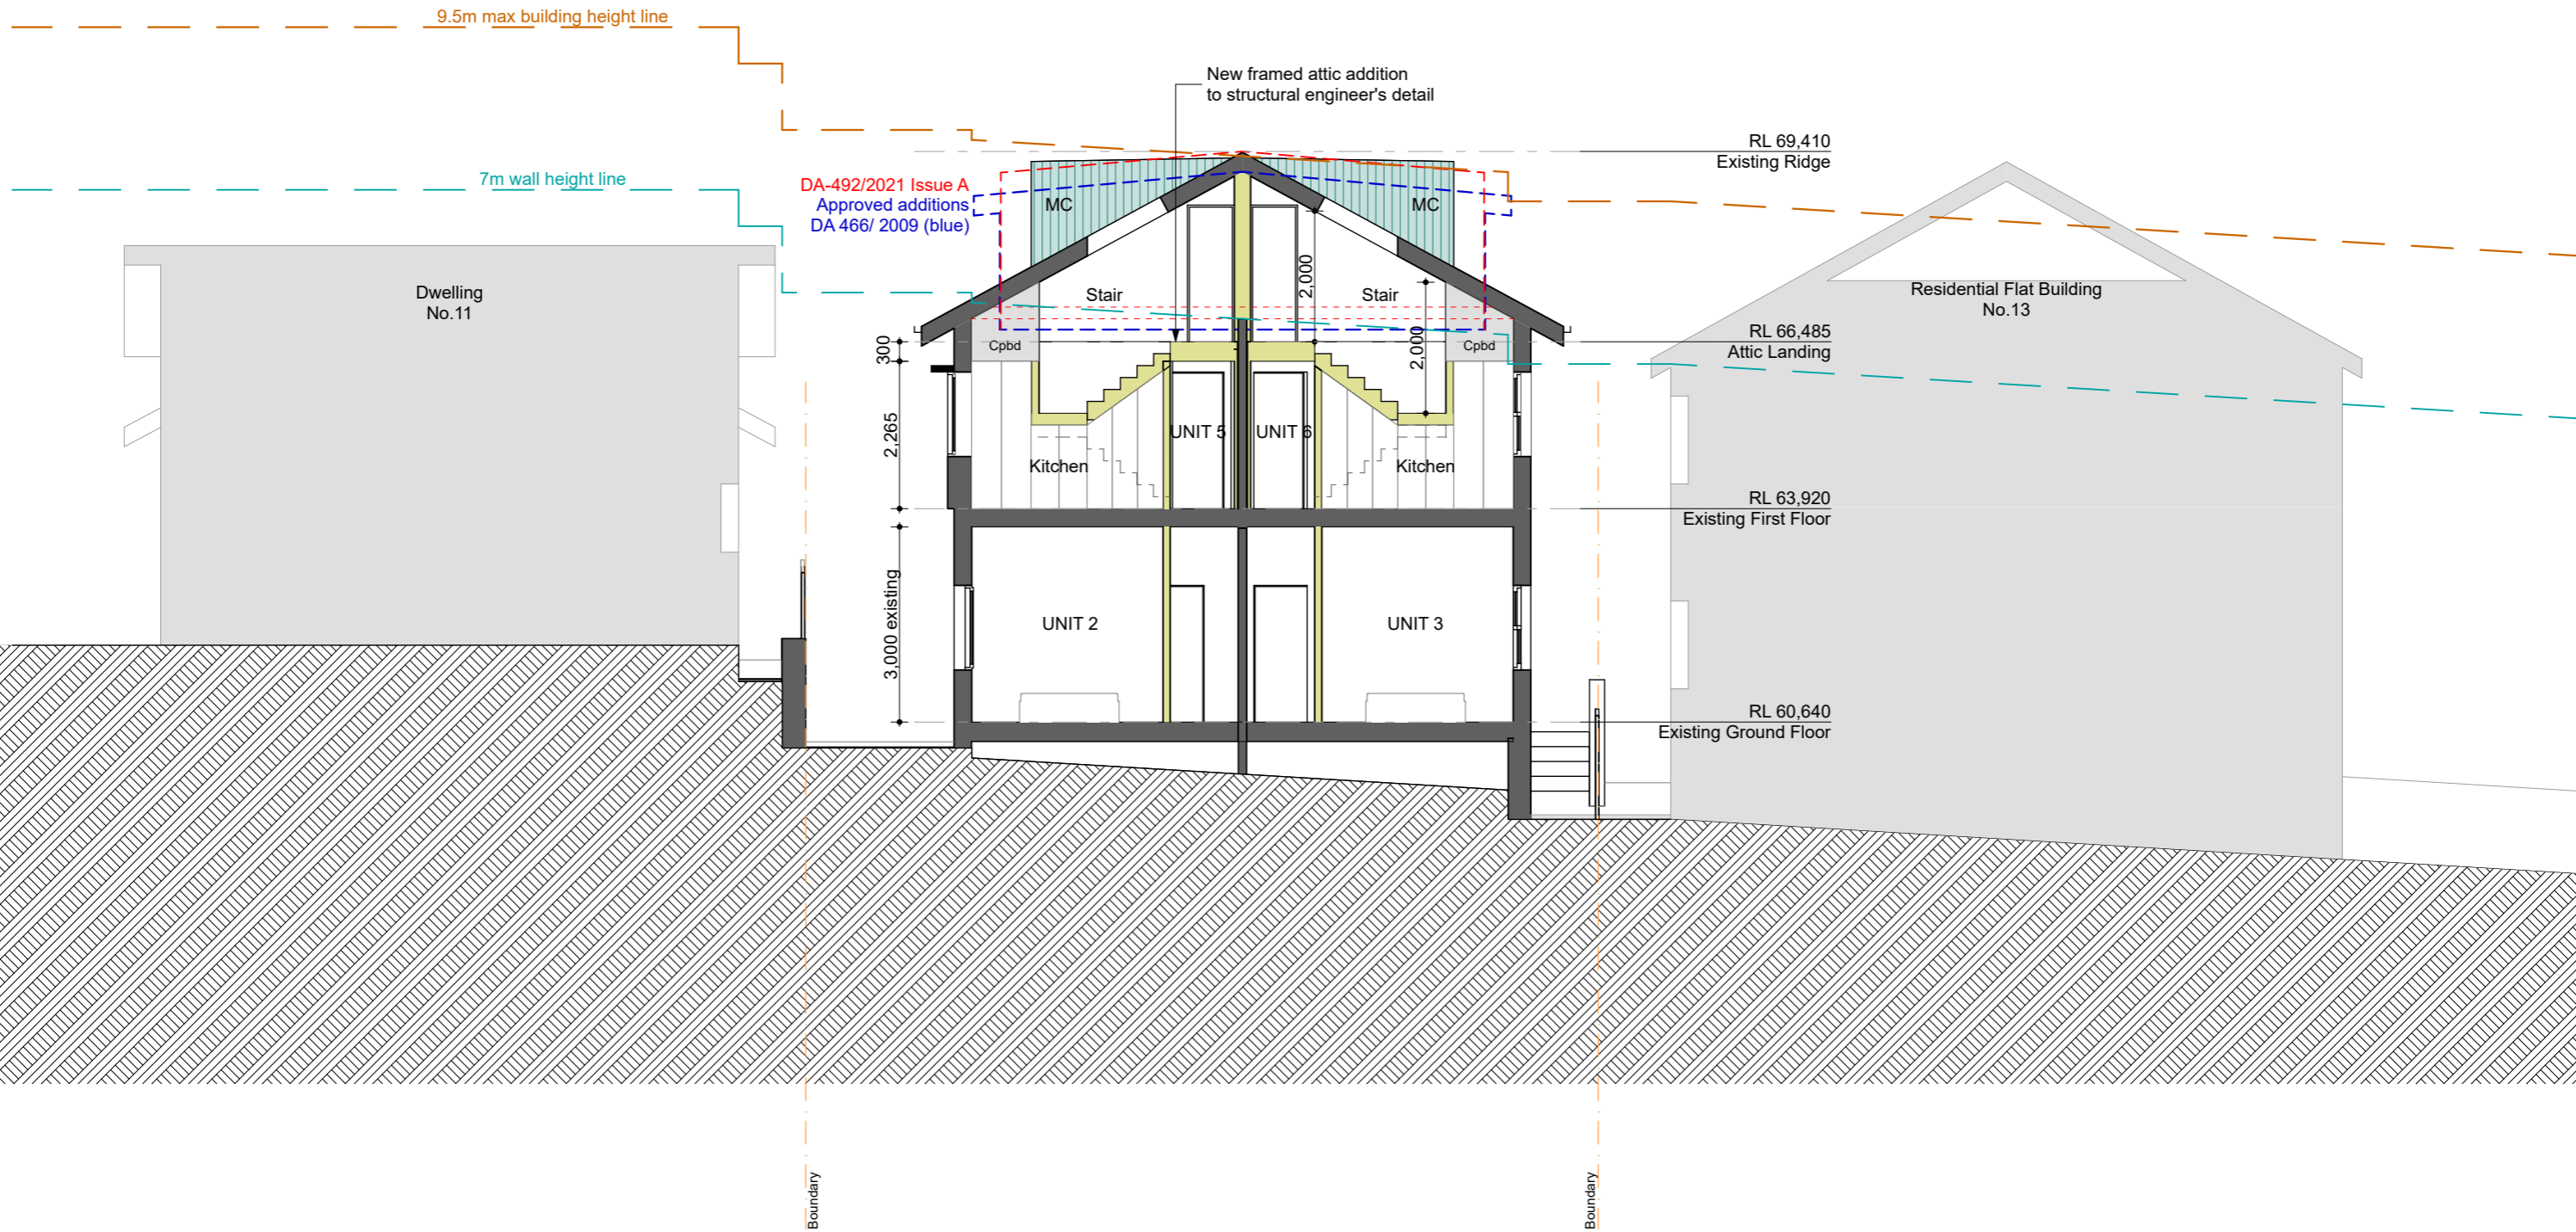 9.5m max building height line
New framed attic addition
to structural engineer's detail
RL 69,410
Existing Ridge
7m wall height line
DA-492/2021 Issue A
Approved additions
DA 466/ 2009 (blue)
MC
MC
Dwelling
No.11
Stair
2,000
Stair
Residential Flat Building
No.13
300
Cpbd
2,000
Cpbd
RL 66,485
Attic Landing
2,265
UNIT 5
UNIT 6
Kitchen
Kitchen
RL 63,920
Existing First Floor
3,000 existing
UNIT 2
UNIT 3
RL 60,640
Existing Ground Floor
Boundary
Boundary